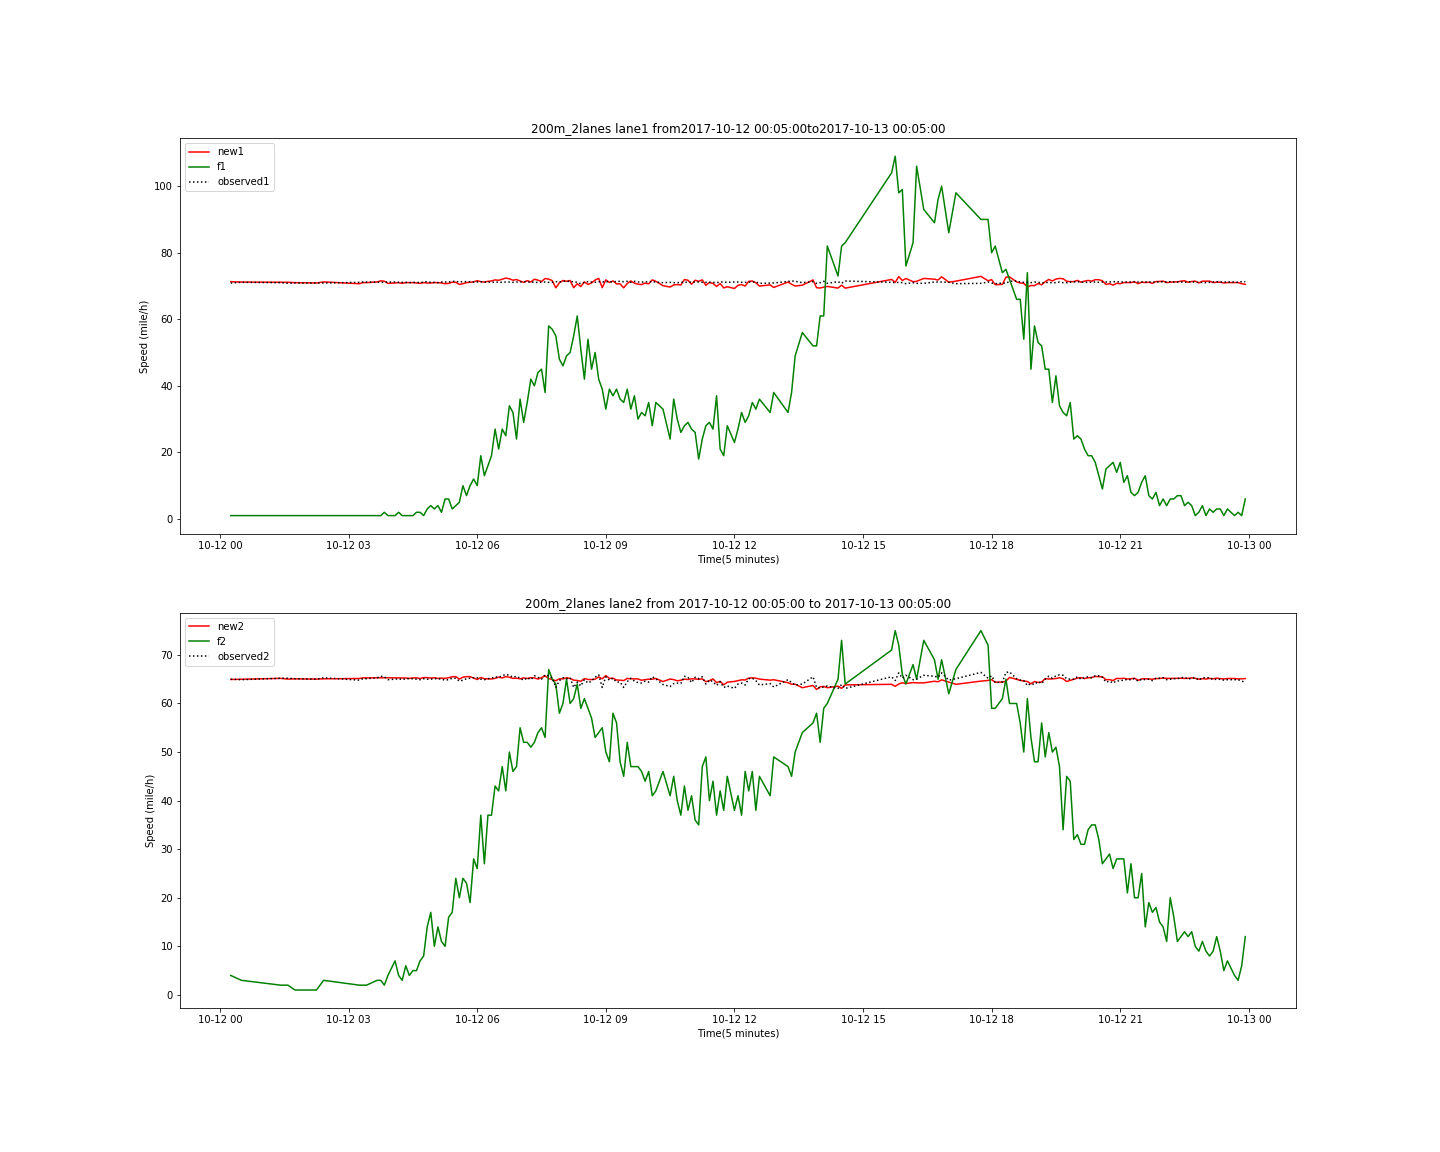 200m_2lanes lane1 from2017-10-12 00:05:00to2017-10-13 00:05:00
new1
f1
observed1
100
80
60
40
20
0
Speed (mile/h)
10-12 00 10-12 03 10-12 06 10-12 09 10-12 12 10-12 15 10-12 18 10-12 21 10-13 00
Time(5 minutes)
200m_2lanes lane2 from 2017-10-12 00:05:00 to 2017-10-13 00:05:00
new2
f2
observed2
70
60
50
40
30
20
10
0
Speed (mile/h)
10-12 00 10-12 03 10-12 06 10-12 09 10-12 12 10-12 15 10-12 18 10-12 21 10-13 00
Time(5 minutes)